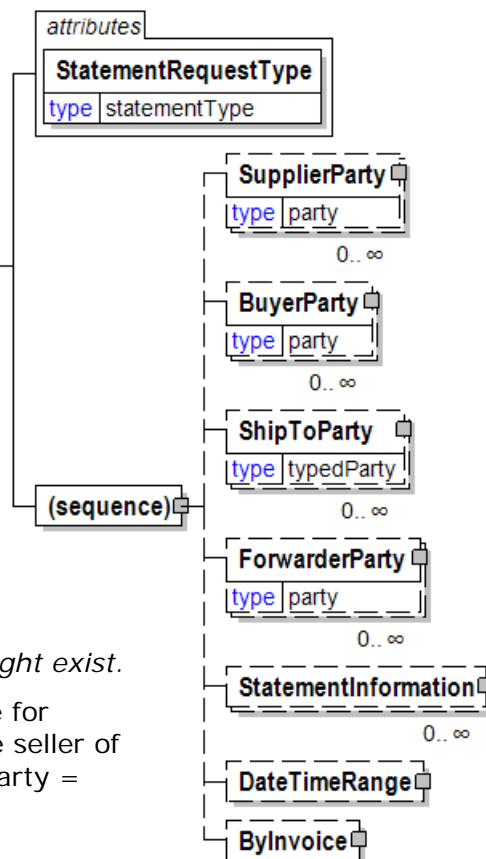 attributes
StatementRequestType
type statementType
SupplierParty
type party
0.. ∞
BuyerParty
type party
0.. ∞
ShipToParty
type typedParty
0.. ∞
(sequence)
ForwarderParty
type party
0.. ∞
ght exist.
StatementInformation
e for
0.. ∞
e seller of
arty =
DateTimeRange
ByInvoice